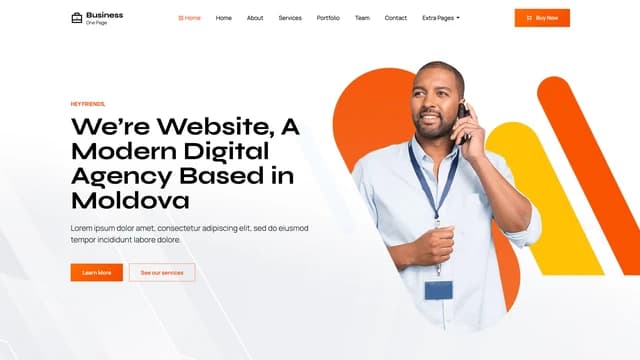 Business
One Page
Home
Home
About
Services
Portfolio
Team
Contact
Extra Pages
Buy Now
HEY FRIENDS,
We’re Website, A
Modern Digital
Agency Based in
Moldova
Lorem ipsum dolor amet, consectetur adipiscing elit, sed do eiusmod
tempor incididunt labore dolore.
Learn More
See our services